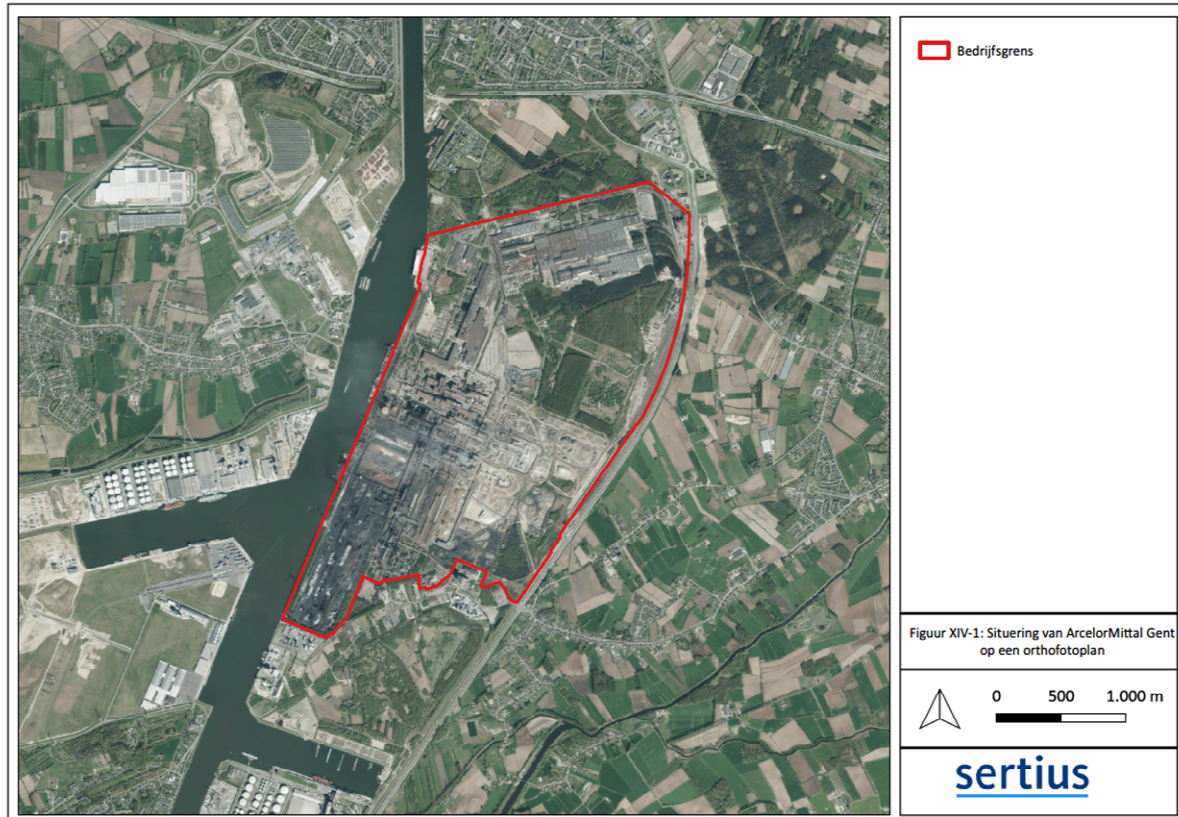 Bedrijfsgrens
Figuur XIV-1: Situering van ArcelorMittal Gent
op een orthofotoplan
0 500 1.000 m
sertius